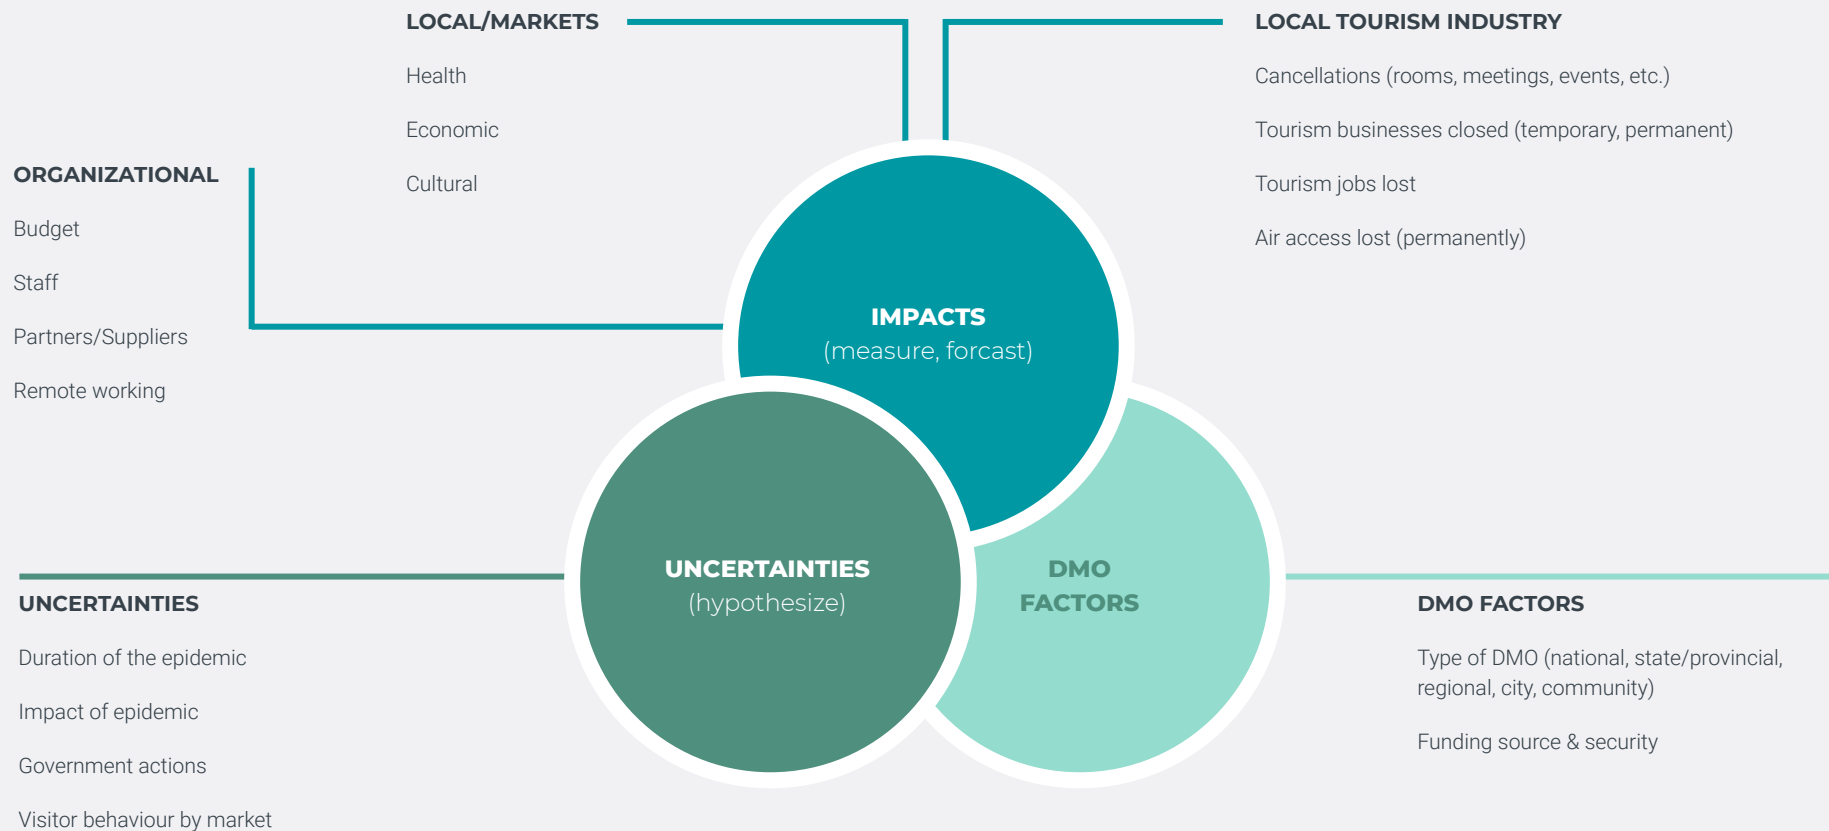 LOCAL/MARKETS
Health
Economic
Cultural
LOCAL TOURISM INDUSTRY
Cancellations (rooms, meetings, events, etc.)
Tourism businesses closed (temporary, permanent)
Tourism jobs lost
Air access lost (permanently)
ORGANIZATIONAL
Budget
Staff
Partners/Suppliers
Remote working
IMPACTS
(measure, forcast)
UNCERTAINTIES
(hypothesize)
DMO
FACTORS
UNCERTAINTIES
Duration of the epidemic
Impact of epidemic
Government actions
Visitor behaviour by market
DMO FACTORS
Type of DMO (national, state/provincial,
regional, city, community)
Funding source & security